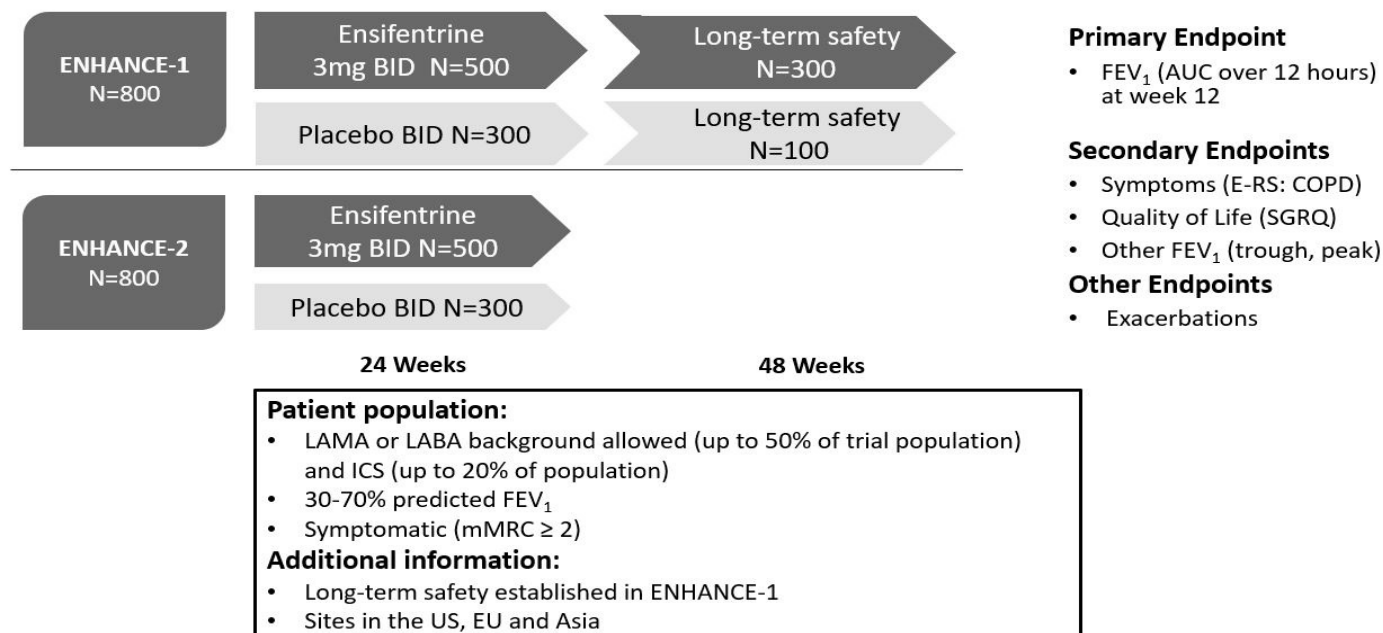 ENHANCE-1
N=800
Ensifentrine
3mg BID N=500
Long-term safety
N=300
Placebo BID N=300
Long-term safety
N=100
ENHANCE-2
N=800
Ensifentrine
3mg BID N=500
Placebo BID N=300
24 Weeks
48 Weeks
Primary Endpoint
• FEV₁ (AUC over 12 hours)
at week 12
Secondary Endpoints
• Symptoms (E-RS: COPD)
• Quality of Life (SGRQ)
• Other FEV₁ (trough, peak)
Other Endpoints
• Exacerbations
Patient population:
• LAMA or LABA background allowed (up to 50% of trial population)
and ICS (up to 20% of population)
• 30-70% predicted FEV₁
• Symptomatic (mMRC ≥ 2)
Additional information:
• Long-term safety established in ENHANCE-1
• Sites in the US, EU and Asia